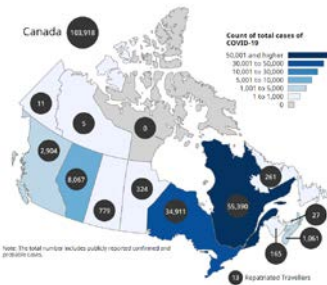 Canada
103,918
Count of total cases of
COVID-19
50,001 and higher
30,001 to 50,000
10,001 to 30,000
5,001 to 10,000
1,001 to 5,000
1 to 1,000
0
11
5
0
2,904
8,067
779
324
34,911
55,390
261
27
165
1,061
Note: The total number includes publicly reported confirmed and
probable cases.
13 Repatriated Travellers